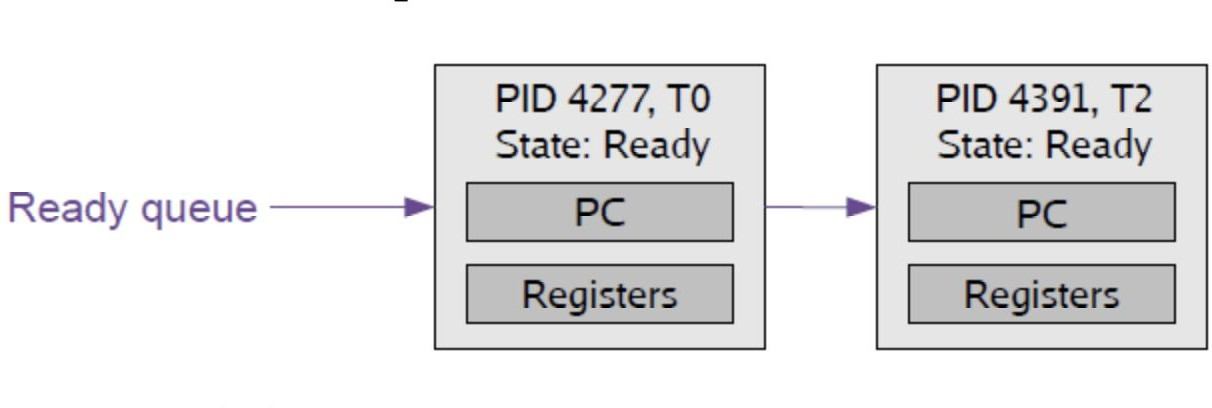 Ready queue
PID 4277, T0
State: Ready
PC
Registers
PID 4391, T2
State: Ready
PC
Registers